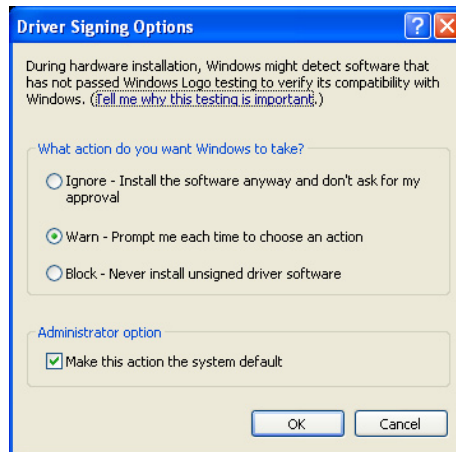 Driver Signing Options
During hardware installation, Windows might detect software that
has not passed Windows Logo testing to verify its compatibility with
Windows. (Tell me why this testing is important.)
What action do you want Windows to take?
Ignore - Install the software anyway and don't ask for my
approval
Warn - Prompt me each time to choose an action
Block - Never install unsigned driver software
Administrator option
Make this action the system default
OK Cancel